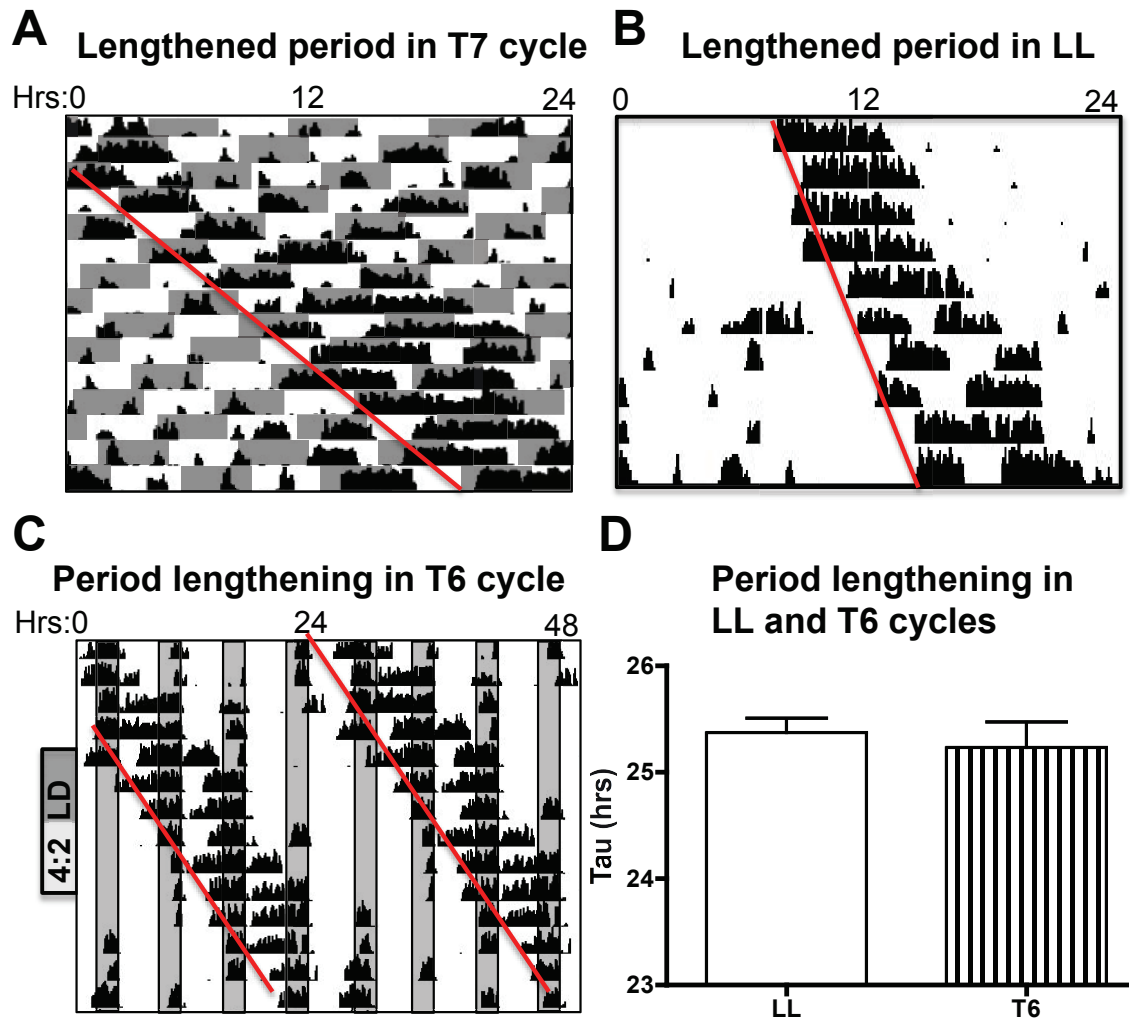 A
Lengthened period in T7 cycle
Hrs:0 12 24
B
Lengthened period in LL
0 12 24
C
Period lengthening in T6 cycle
Hrs:0 24 48
4:2 LD
D
Period lengthening in
LL and T6 cycles
26
25
24
23
Tau (hrs)
LL T6